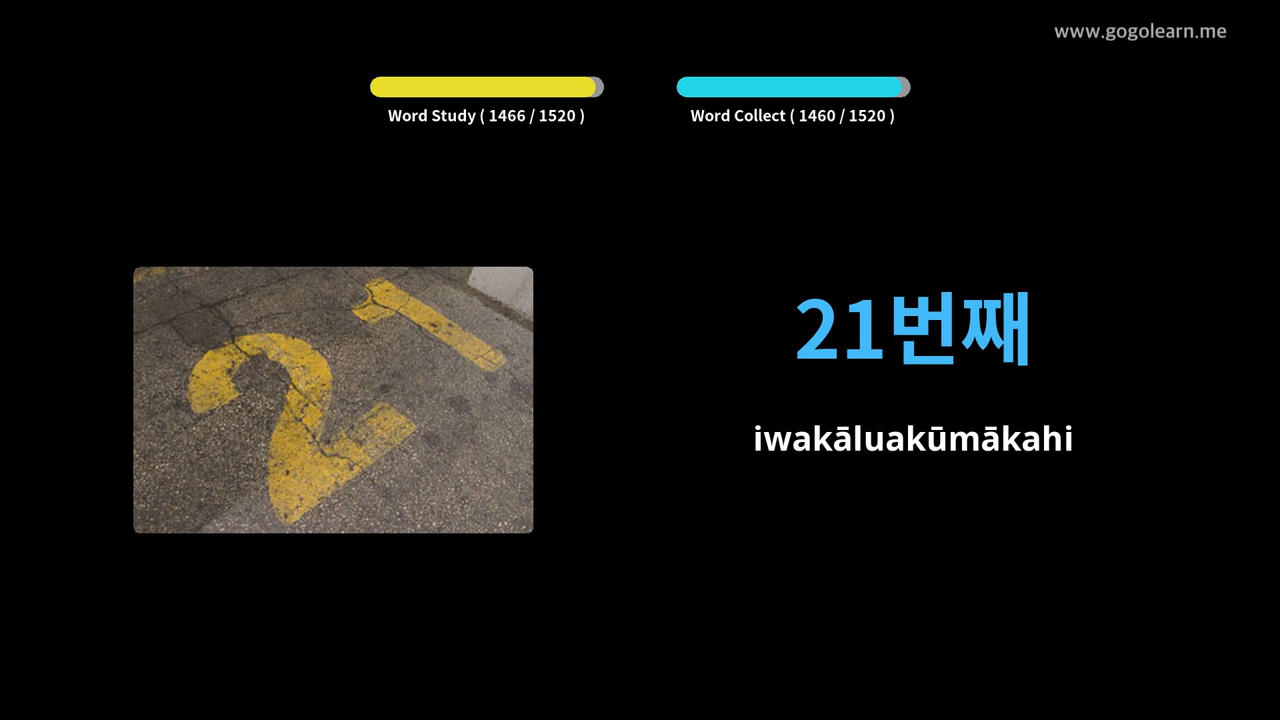 www.gogolearn.me
Word Study ( 1466 / 1520 )
Word Collect ( 1460 / 1520 )
21
21번째
iwakāluakūmākahi